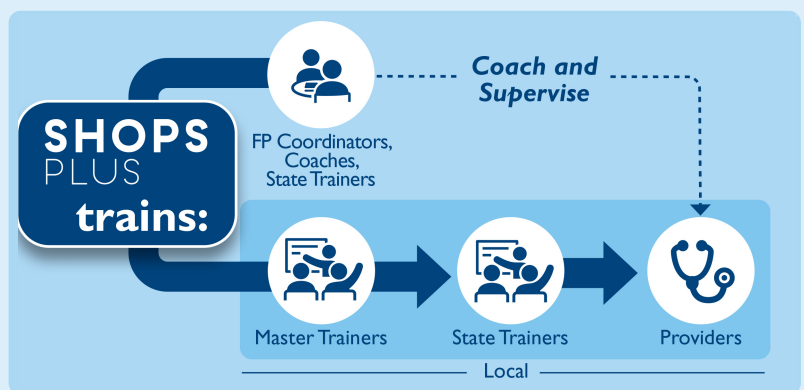 SHOPS
PLUS
trains:
FP Coordinators,
Coaches,
State Trainers
Coach and
Supervise
Master Trainers
State Trainers
Providers
Local